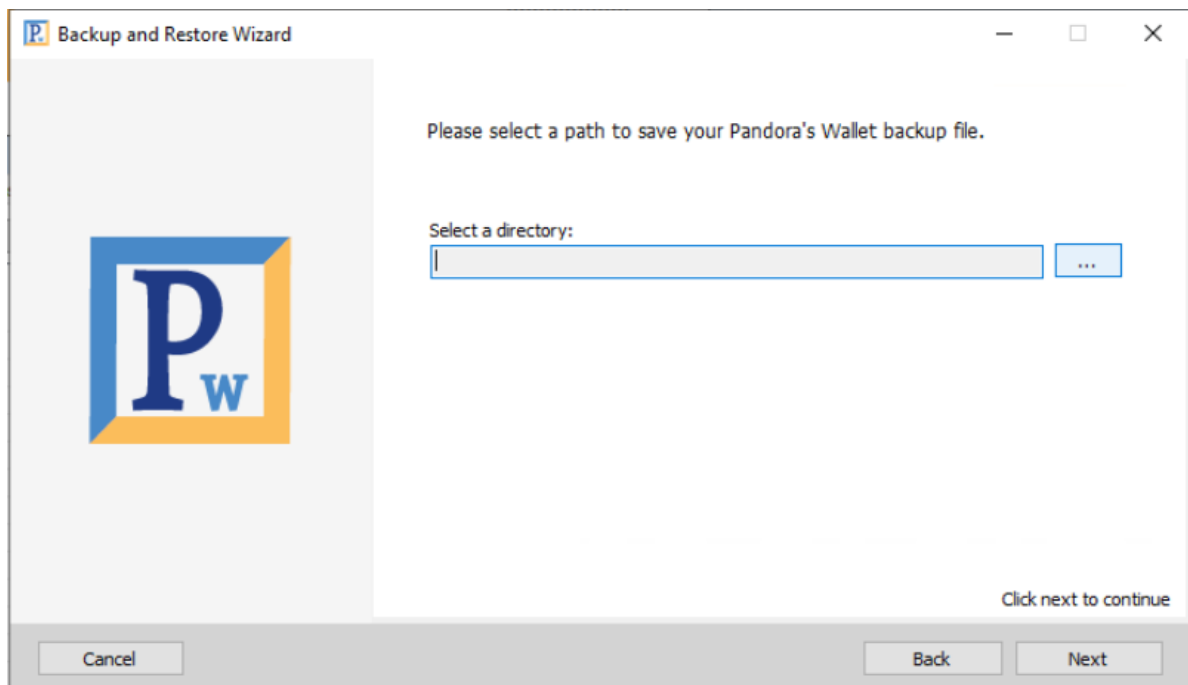 Backup and Restore Wizard
Please select a path to save your Pandora's Wallet backup file.
Select a directory:
...
P W
Click next to continue
Cancel
Back
Next